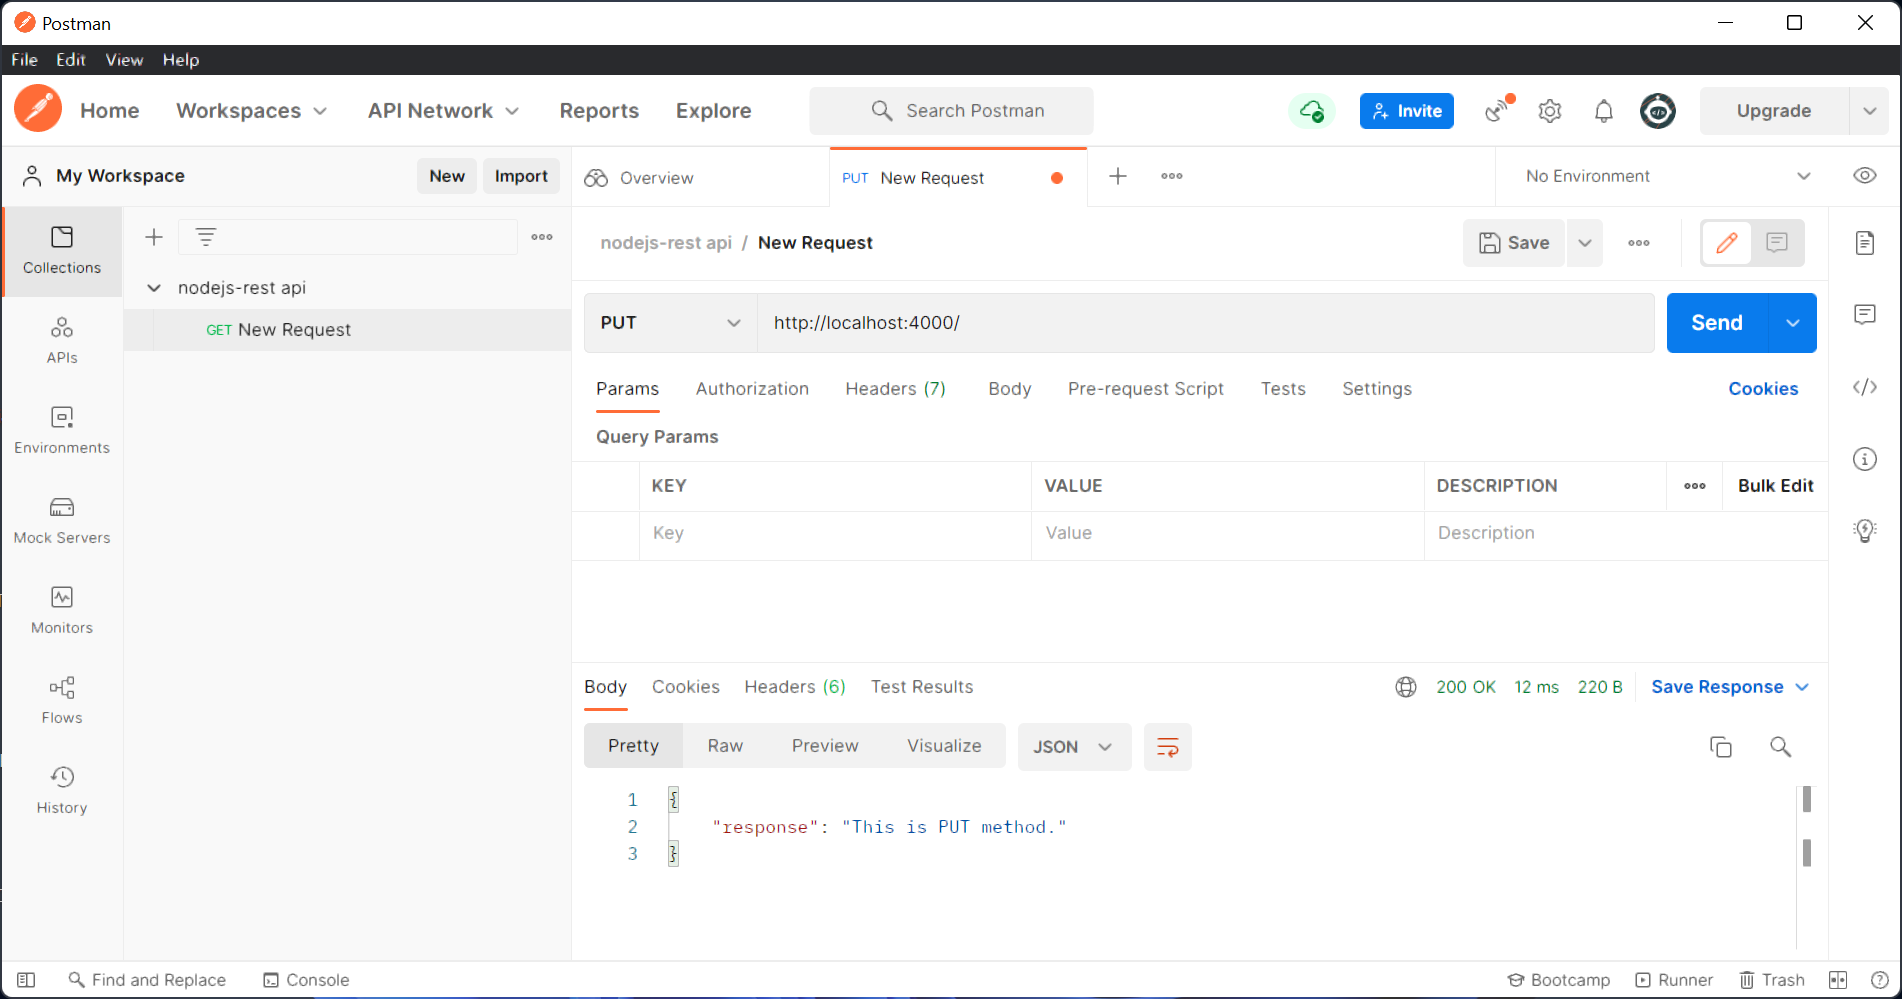 Postman
File Edit View Help
Home Workspaces API Network Reports Explore Search Postman Invite Upgrade
My Workspace New Import Overview PUT New Request No Environment
Collections
APIs
Environments
Mock Servers
Monitors
Flows
History
nodejs-rest api
GET New Request
nodejs-rest api / New Request Save
PUT http://localhost:4000/ Send
Params Authorization Headers (7) Body Pre-request Script Tests Settings Cookies
Query Params
KEY VALUE DESCRIPTION Bulk Edit
Key Value Description
Body Cookies Headers (6) Test Results 200 OK 12 ms 220 B Save Response
Pretty Raw Preview Visualize JSON
1 {
2 "response": "This is PUT method."
3 }
Find and Replace Console Bootcamp Runner Trash